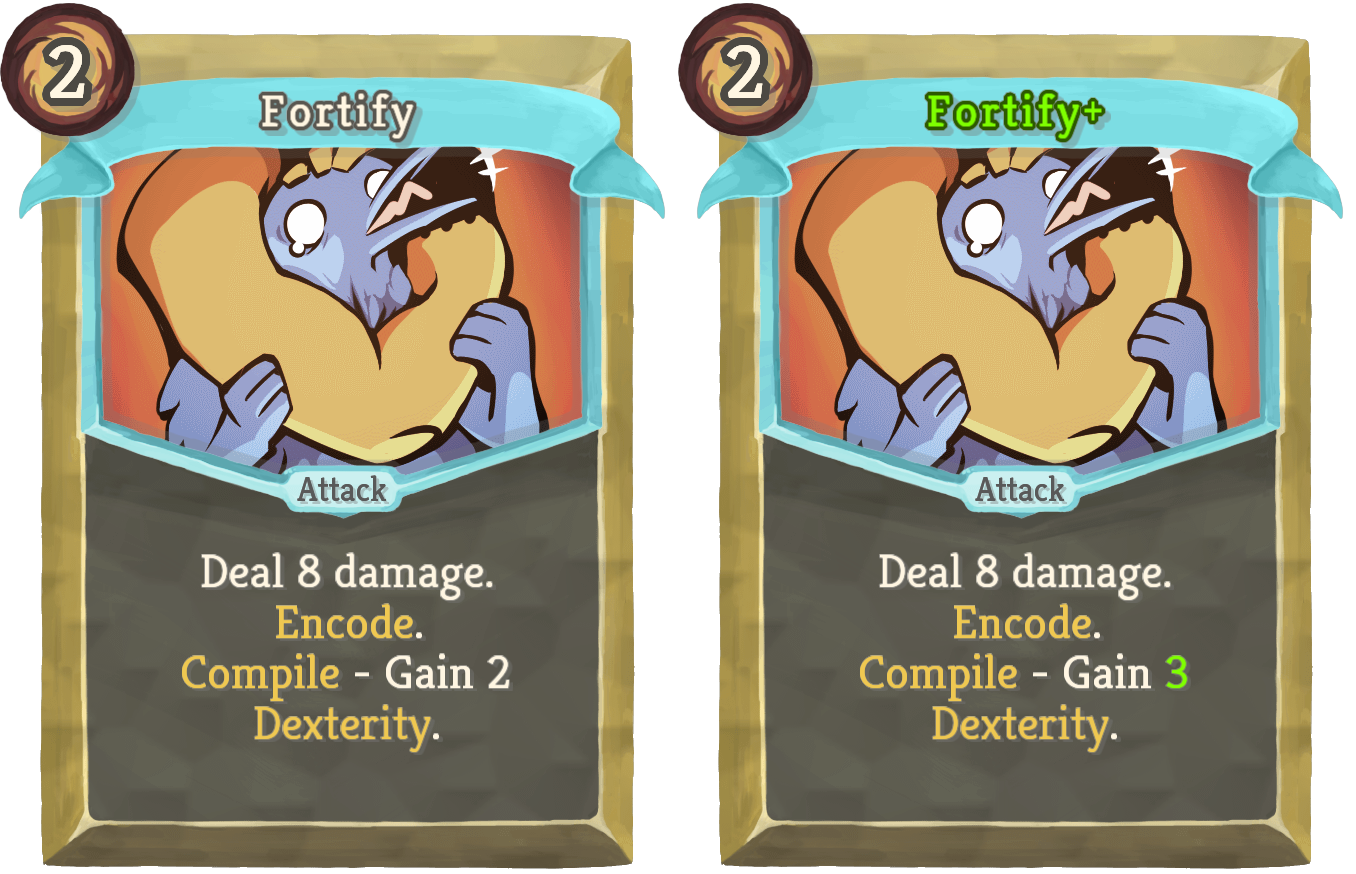 2
Fortify
Attack
Deal 8 damage.
Encode.
Compile - Gain 2
Dexterity.
2
Fortify+
Attack
Deal 8 damage.
Encode.
Compile - Gain 3
Dexterity.